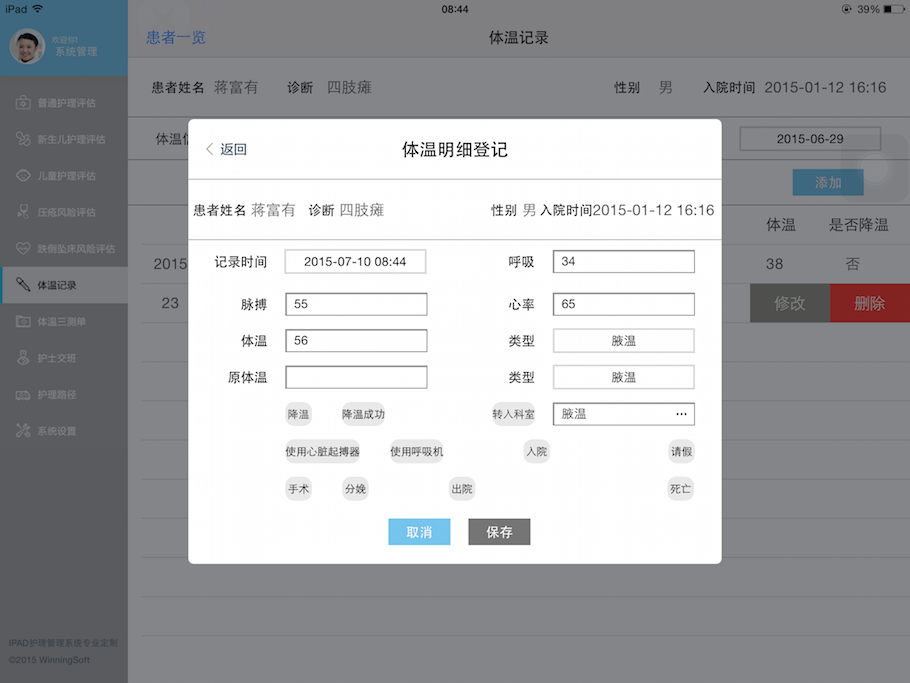 iPad 08:44 39%
欢迎你!
系统管理
患者一览 体温记录
患者姓名 蒋富有 诊断 四肢瘫 性别 男 入院时间 2015-01-12 16:16
体温 2015-06-29
添加
体温 是否降温
2015 38 否
23 修改 删除
普通护理评估
新生儿护理评估
儿童护理评估
压疮风险评估
跌倒坠床风险评估
体温记录
体温三测单
护士交班
护理路径
系统设置
IPAD护理管理系统专业定制
©2015 WinningSoft
返回 体温明细登记
患者姓名 蒋富有 诊断 四肢瘫 性别 男 入院时间2015-01-12 16:16
记录时间 2015-07-10 08:44 呼吸 34
脉搏 55 心率 65
体温 56 类型 腋温
原体温 类型 腋温
降温 降温成功 转入科室 腋温 ...
使用心脏起搏器 使用呼吸机 入院 请假
手术 分娩 出院 死亡
取消 保存